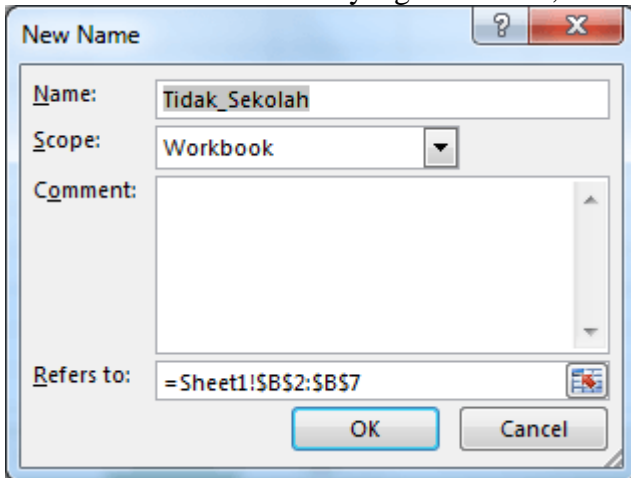 New Name
?
X
Name:
Tidak_Sekolah
Scope:
Workbook
Comment:
Refers to:
=Sheet1!$B$2:$B$7
OK
Cancel